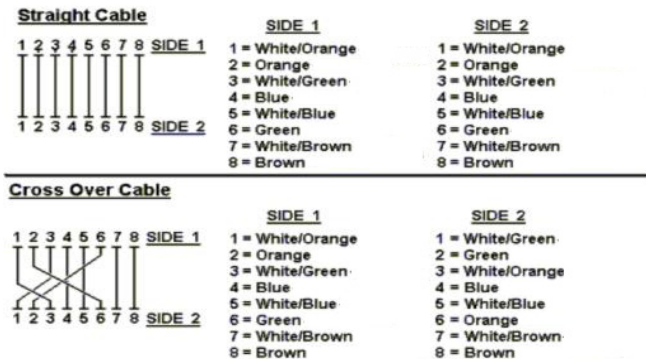 Straight Cable
1 2 3 4 5 6 7 8 SIDE 1
1 2 3 4 5 6 7 8 SIDE 2
SIDE 1
1 = White/Orange
2 = Orange
3 = White/Green
4 = Blue
5 = White/Blue
6 = Green
7 = White/Brown
8 = Brown
SIDE 2
1 = White/Orange
2 = Orange
3 = White/Green
4 = Blue
5 = White/Blue
6 = Green
7 = White/Brown
8 = Brown
Cross Over Cable
1 2 3 4 5 6 7 8 SIDE 1
1 2 3 4 5 6 7 8 SIDE 2
SIDE 1
1 = White/Orange
2 = Orange
3 = White/Green
4 = Blue
5 = White/Blue
6 = Green
7 = White/Brown
8 = Brown
SIDE 2
1 = White/Green
2 = Green
3 = White/Orange
4 = Blue
5 = White/Blue
6 = Orange
7 = White/Brown
8 = Brown